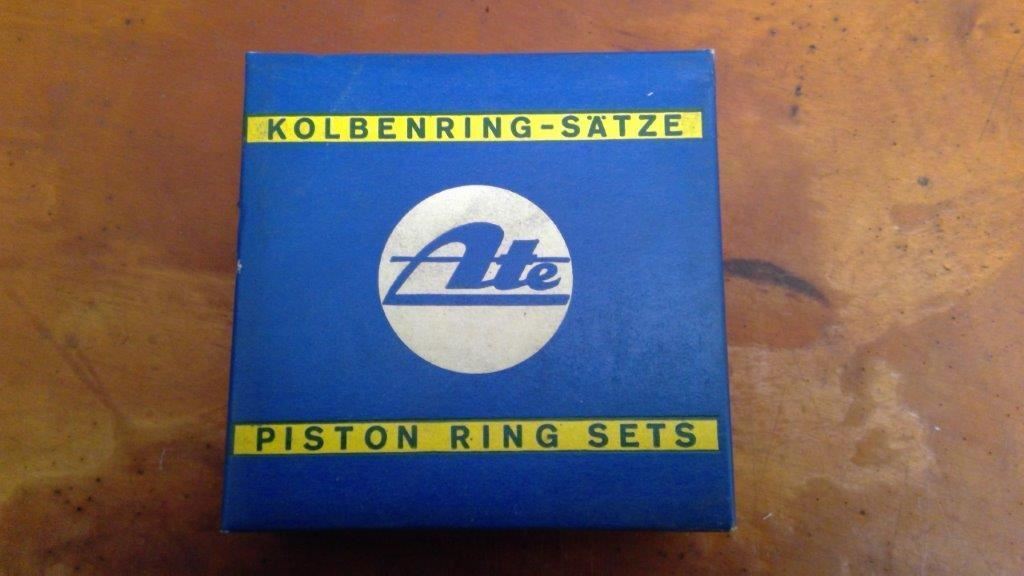 KOLBENRING-SÄTZE
Ate
PISTON RING SETS